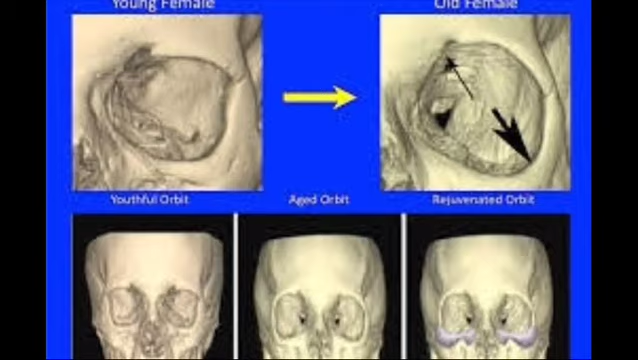 Young Female
Old Female
Youthful Orbit
Aged Orbit
Rejuvenated Orbit